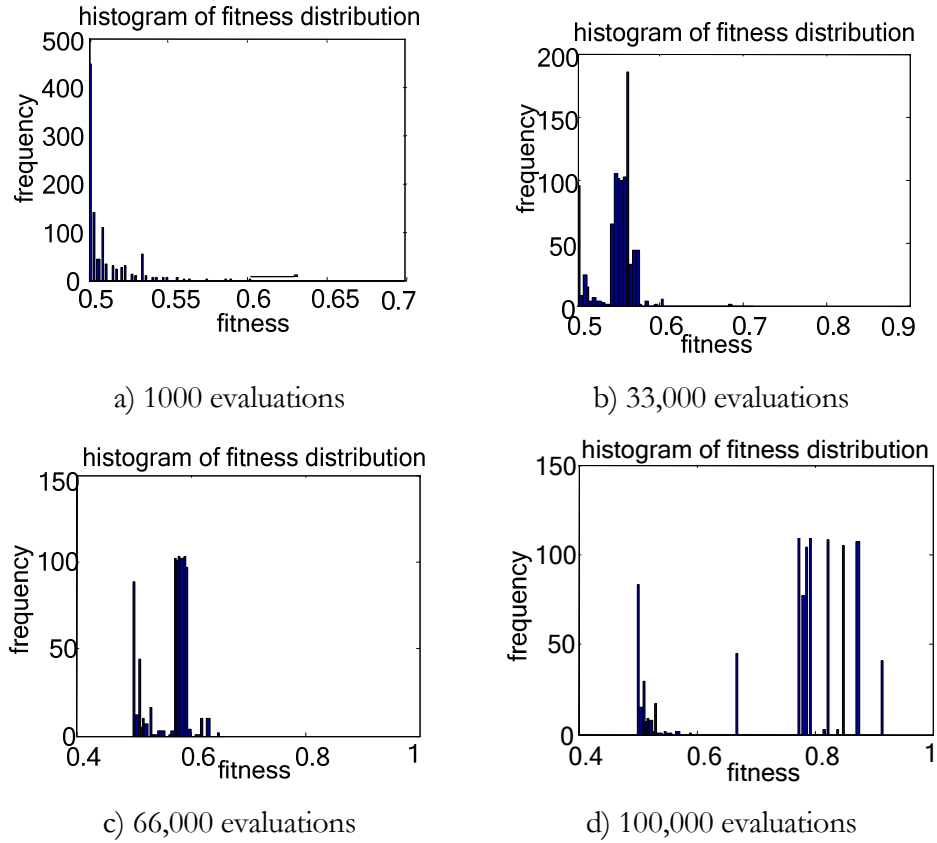 histogram of fitness distribution
500
400
300
200
100
0
frequency
0.5 0.55 0.6 0.65 0.7
fitness
a) 1000 evaluations
histogram of fitness distribution
200
150
100
50
0
frequency
0.5 0.6 0.7 0.8 0.9
fitness
b) 33,000 evaluations
histogram of fitness distribution
150
100
50
0
frequency
0.4 0.6 0.8 1
fitness
c) 66,000 evaluations
histogram of fitness distribution
150
100
50
0
frequency
0.4 0.6 0.8 1
fitness
d) 100,000 evaluations